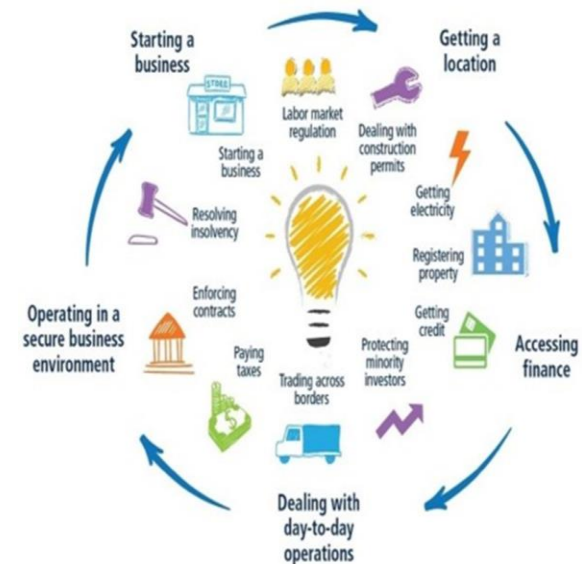 Starting a
business
Getting a
location
STORE
Labor market
regulation
Dealing with
construction
permits
Starting a
business
Getting
electricity
Resolving
insolvency
Registering
property
Enforcing
contracts
Getting
credit
Operating in a
secure business
environment
Accessing
finance
Paying
taxes
Protecting
minority
investors
Trading across
borders
$
Dealing with
day-to-day
operations